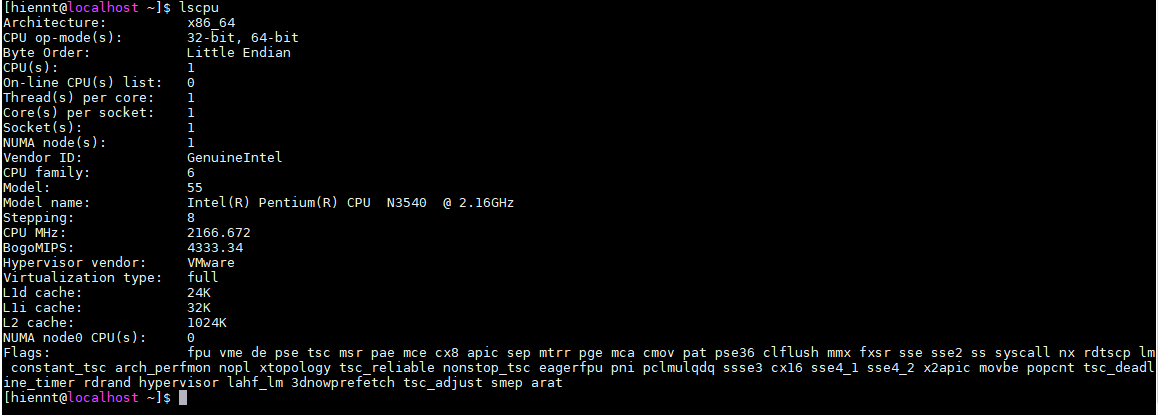 [hiennt@localhost ~]$ lscpu
Architecture: x86_64
CPU op-mode(s): 32-bit, 64-bit
Byte Order: Little Endian
CPU(s): 1
On-line CPU(s) list: 0
Thread(s) per core: 1
Core(s) per socket: 1
Socket(s): 1
NUMA node(s): 1
Vendor ID: GenuineIntel
CPU family: 6
Model: 55
Model name: Intel(R) Pentium(R) CPU  N3540  @ 2.16GHz
Stepping: 8
CPU MHz: 2166.672
BogoMIPS: 4333.34
Hypervisor vendor: VMware
Virtualization type: full
L1d cache: 24K
L1i cache: 32K
L2 cache: 1024K
NUMA node0 CPU(s): 0
Flags: fpu vme de pse tsc msr pae mce cx8 apic sep mtrr pge mca cmov pat pse36 clflush mmx fxsr sse sse2 ss syscall nx rdtscp lm
constant_tsc arch_perfmon nopl xtopology tsc_reliable nonstop_tsc eagerfpu pni pclmulqdq ssse3 cx16 sse4_1 sse4_2 x2apic movbe popcnt tsc_deadl
ine_timer rdrand hypervisor lahf_lm 3dnowprefetch tsc_adjust smep arat
[hiennt@localhost ~]$